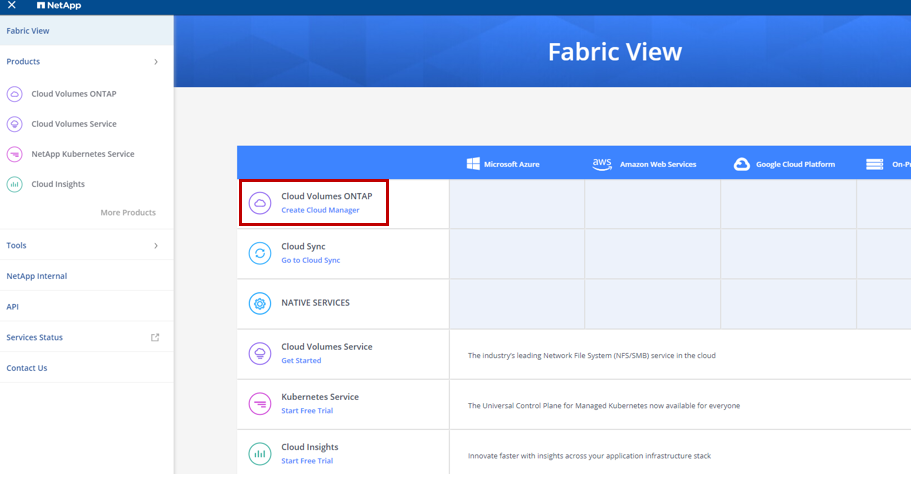 NetApp
Fabric View
Products
Cloud Volumes ONTAP
Cloud Volumes Service
NetApp Kubernetes Service
Cloud Insights
More Products
Tools
NetApp Internal
API
Services Status
Contact Us
Fabric View
Microsoft Azure
aws Amazon Web Services
Google Cloud Platform
Cloud Volumes ONTAP
Create Cloud Manager
Cloud Sync
Go to Cloud Sync
NATIVE SERVICES
Cloud Volumes Service
Get Started
The industry's leading Network File System (NFS/SMB) service in the cloud
Kubernetes Service
Start Free Trial
The Universal Control Plane for Managed Kubernetes now available for everyone
Cloud Insights
Start Free Trial
Innovate faster with insights across your application infrastructure stack